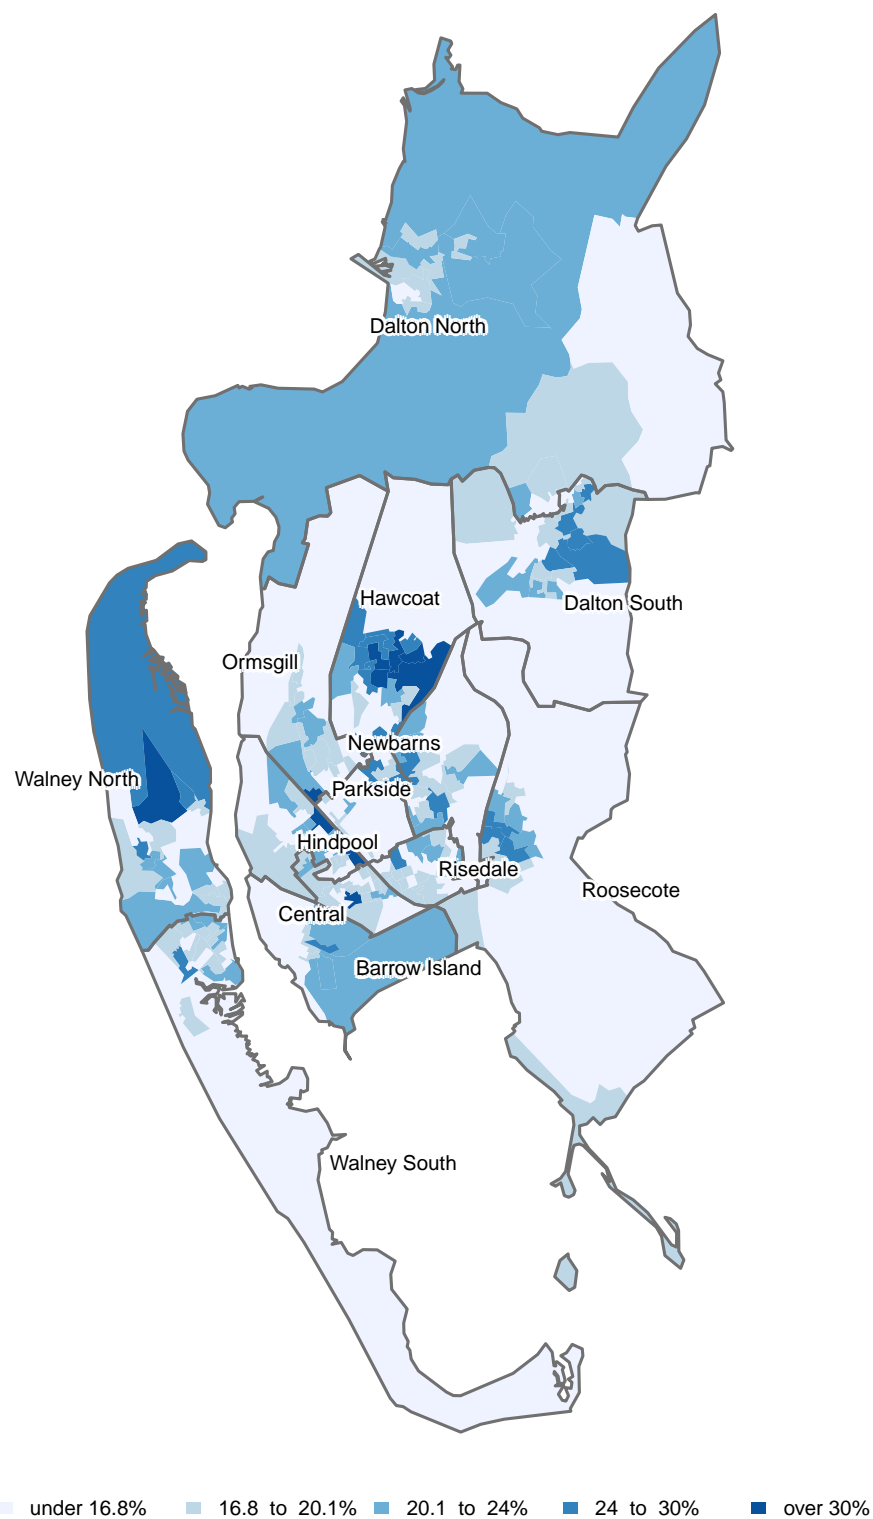 Dalton North
Hawcoat
Dalton South
Ormsgill
Newbarns
Walney North
Parkside
Hindpool
Risedale
Roosecote
Central
Barrow Island
Walney South
under 16.8% 16.8 to 20.1% 20.1 to 24% 24 to 30% over 30%